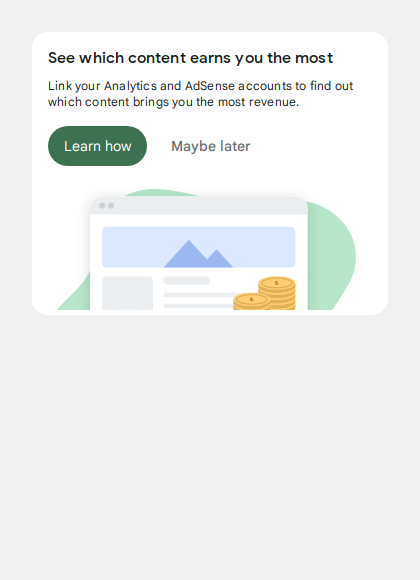 See which content earns you the most
Link your Analytics and AdSense accounts to find out
which content brings you the most revenue.
Learn how
Maybe later
$
$